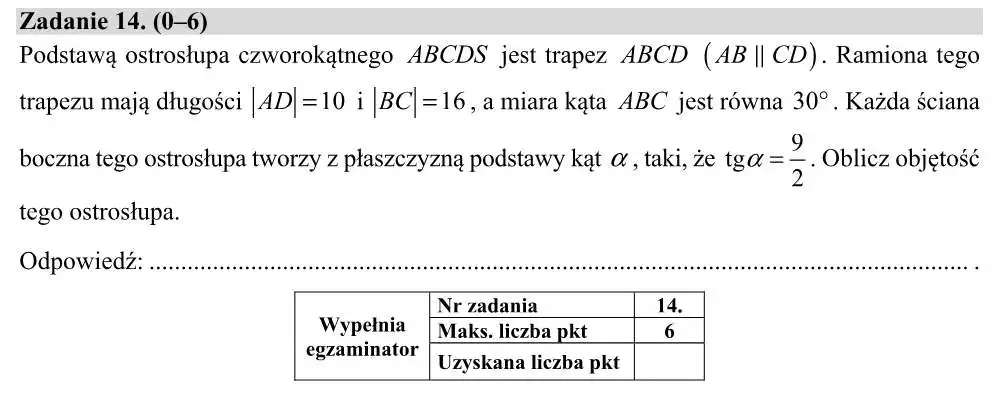 Zadanie 14. (0–6)
Podstawą ostrosłupa czworokątnego ABCDS jest trapez ABCD (AB || CD). Ramiona tego
trapezu mają długości |AD| = 10 i |BC| = 16, a miara kąta ABC jest równa 30°. Każda ściana
boczna tego ostrosłupa tworzy z płaszczyzną podstawy kąt α, taki, że tgα = 9/2. Oblicz objętość
tego ostrosłupa.
Odpowiedź: ................................................................................................................................ .
Wypełnia egzaminator
Nr zadania 14.
Maks. liczba pkt 6
Uzyskana liczba pkt